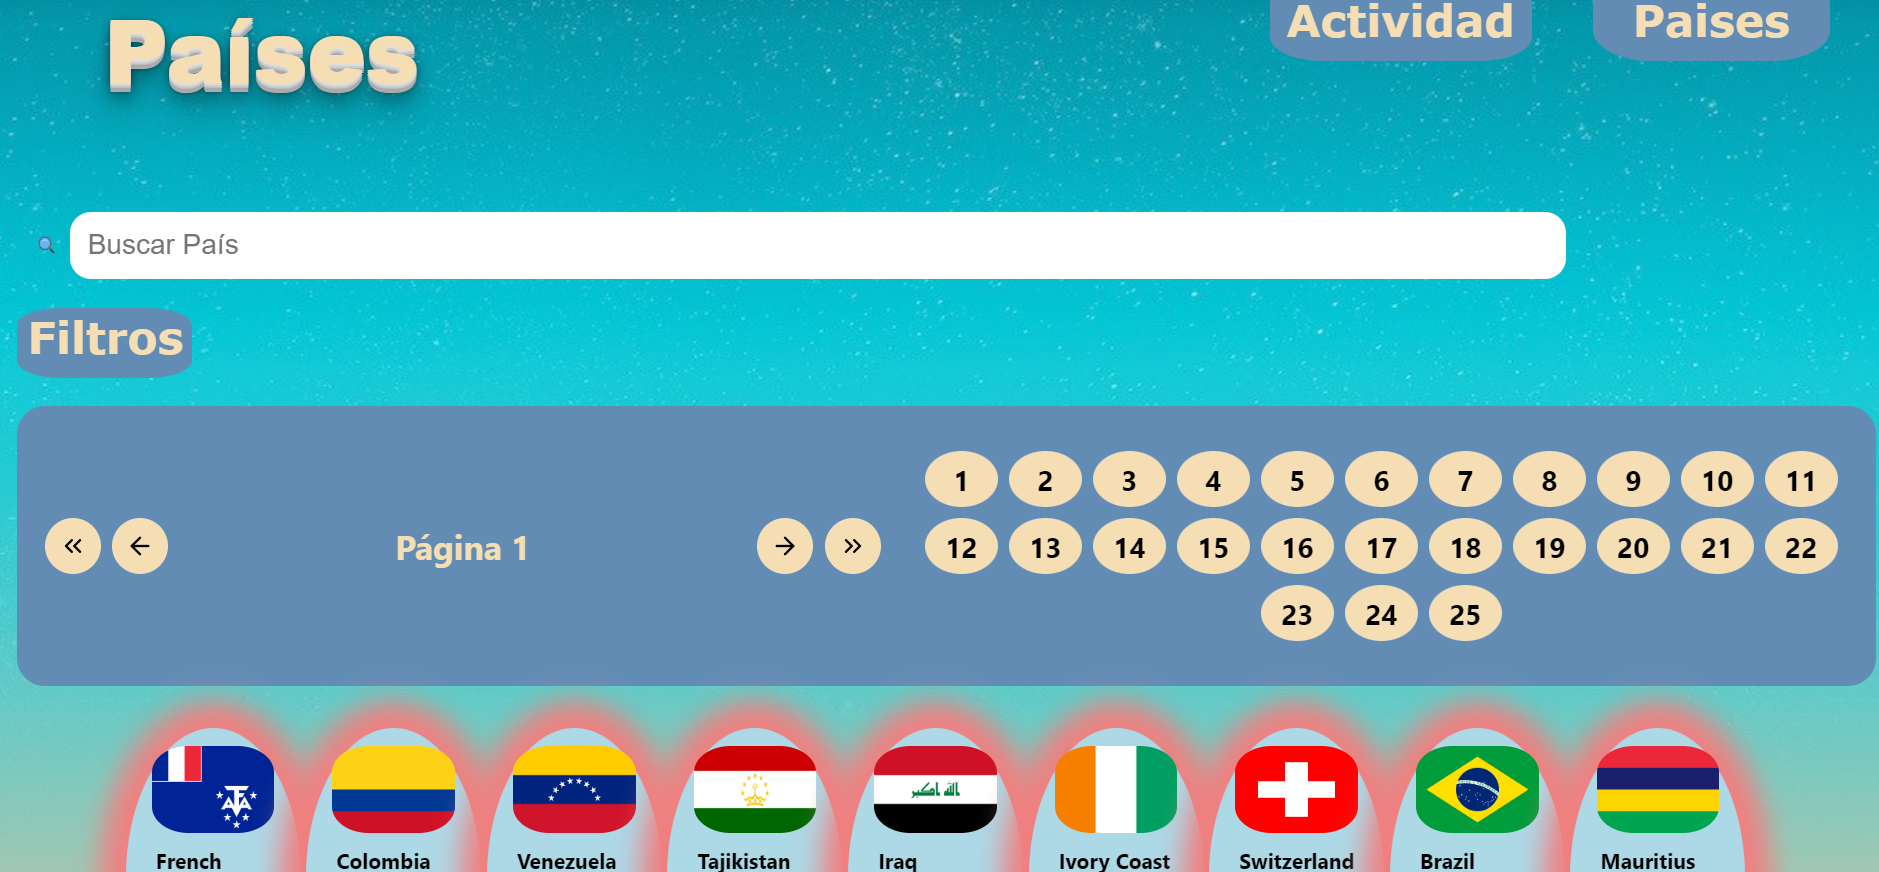 Países
Actividad
Paises
Buscar País
Filtros
« ← Página 1 → »
1 2 3 4 5 6 7 8 9 10 11
12 13 14 15 16 17 18 19 20 21 22
23 24 25
الله اكبر
French
Colombia
Venezuela
Tajikistan
Iraq
Ivory Coast
Switzerland
Brazil
Mauritius